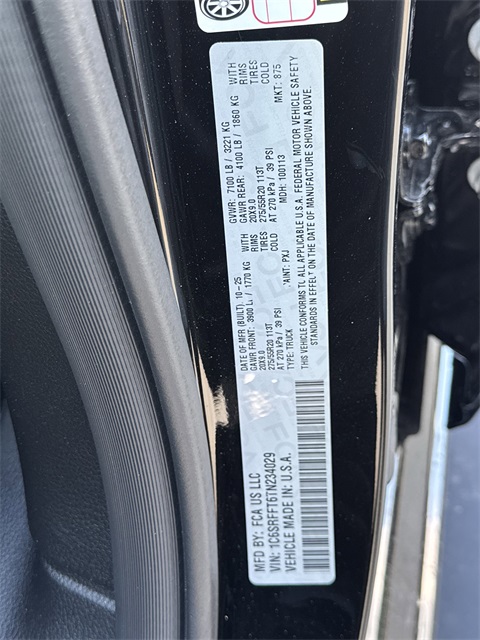 MFD BY: FCA US LLC
DATE OF MFR (BUILT) 10-25
GVWR: 7100 LB / 3221 KG
GAWR FRONT: 3900 L. / 1770 KG WITH
20X9.0 RIMS
275/55R20 113T TIRES
AT 270 kPa / 39 PSI COLD
GAWR REAR: 4100 LB / 1860 KG WITH
20X9.0 RIMS
275/55R20 113T TIRES
AT 270 kPa / 39 PSI COLD
TYPE: TRUCK
PAINT: PXJ
MDH: 100113
MKT: 875
VIN: 1C6SRFFT6TN234029
VEHICLE MADE IN: U.S.A.
THIS VEHICLE CONFORMS TO ALL APPLICABLE U.S.A. FEDERAL MOTOR VEHICLE SAFETY
STANDARDS IN EFFECT ON THE DATE OF MANUFACTURE SHOWN ABOVE.